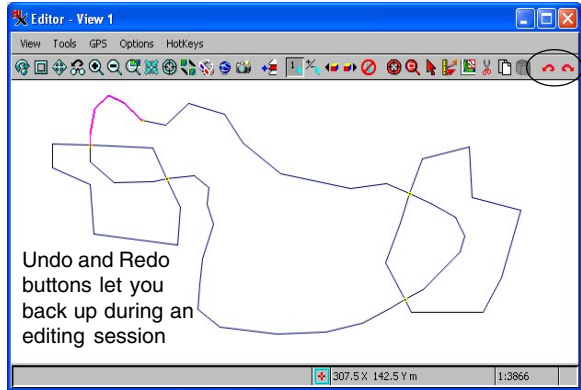 Editor - View 1
View Tools GPS Options HotKeys
1
Undo and Redo
buttons let you
back up during an
editing session
307.5 X 142.5 Y m
1:3866